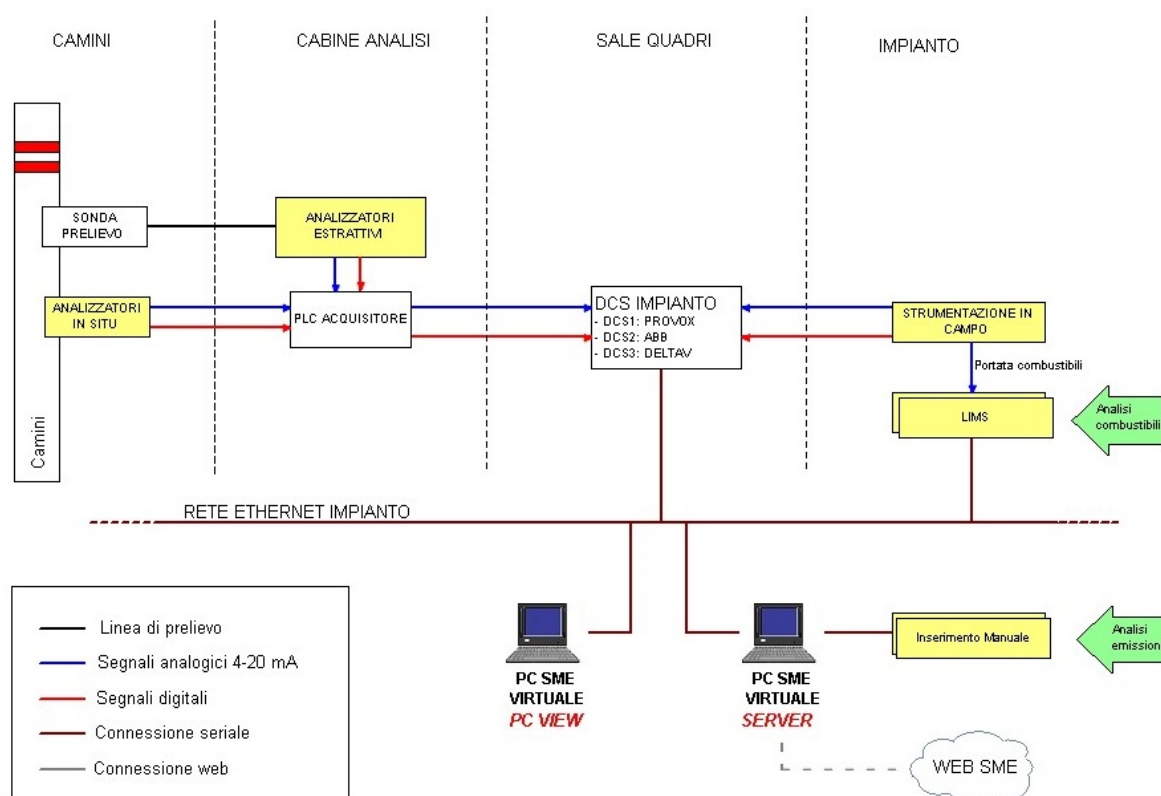 CAMINI
CABINE ANALISI
SALE QUADRI
IMPIANTO
SONDA
PRELIEVO
ANALIZZATORI
ESTRATTIVI
ANALIZZATORI
IN SITU
PLC ACQUISITORE
DCS IMPIANTO
- DCS1: PROVOX
- DCS2: ABB
- DCS3: DELTAV
STRUMENTAZIONE IN
CAMPO
Portata combustibili
LIMS
Analisi
combustibili
Camini
RETE ETHERNET IMPIANTO
Linea di prelievo
Segnali analogici 4-20 mA
Segnali digitali
Connessione seriale
Connessione web
PC SME
VIRTUALE
PC VIEW
PC SME
VIRTUALE
SERVER
Inserimento Manuale
Analisi
emission
WEB SME